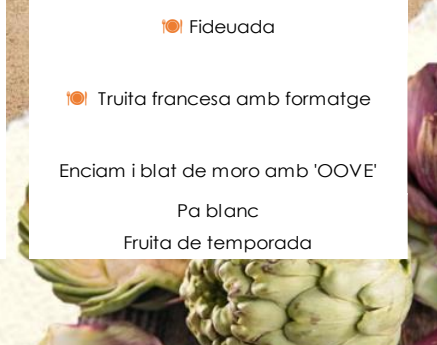 Fideuada
Truita francesa amb formatge
Enciam i blat de moro amb 'OOVE'
Pa blanc
Fruita de temporada